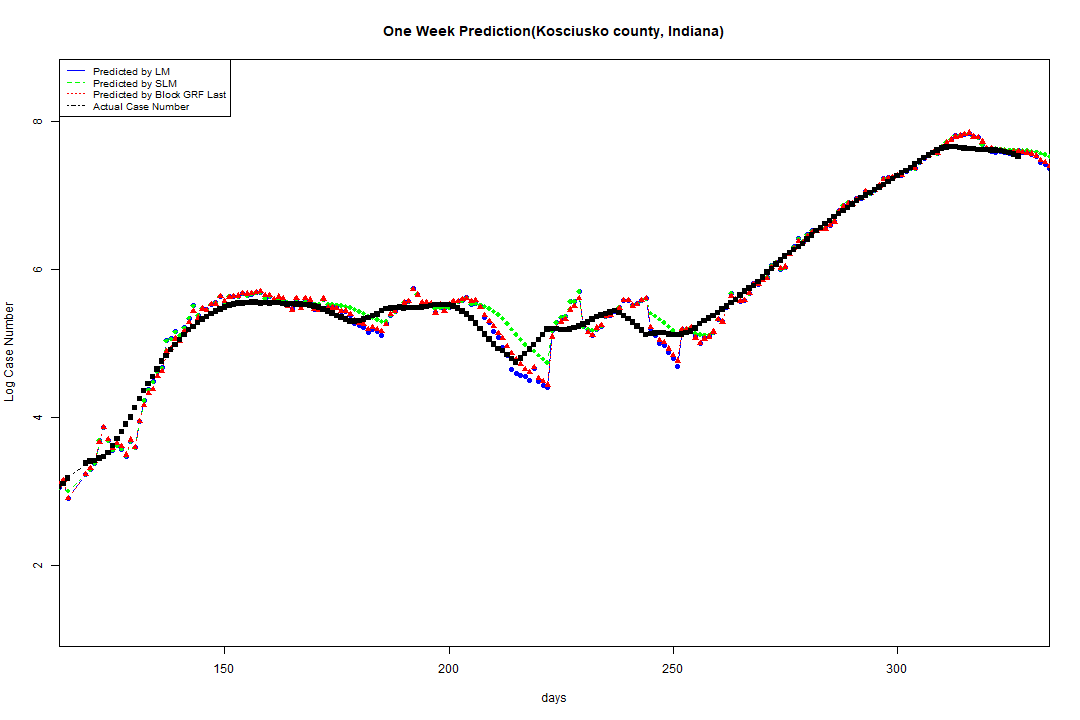 One Week Prediction(Kosciusko county, Indiana)
Predicted by LM
Predicted by SLM
Predicted by Block GRF Last
Actual Case Number
8
6
4
2
Log Case Number
150 200 250 300
days